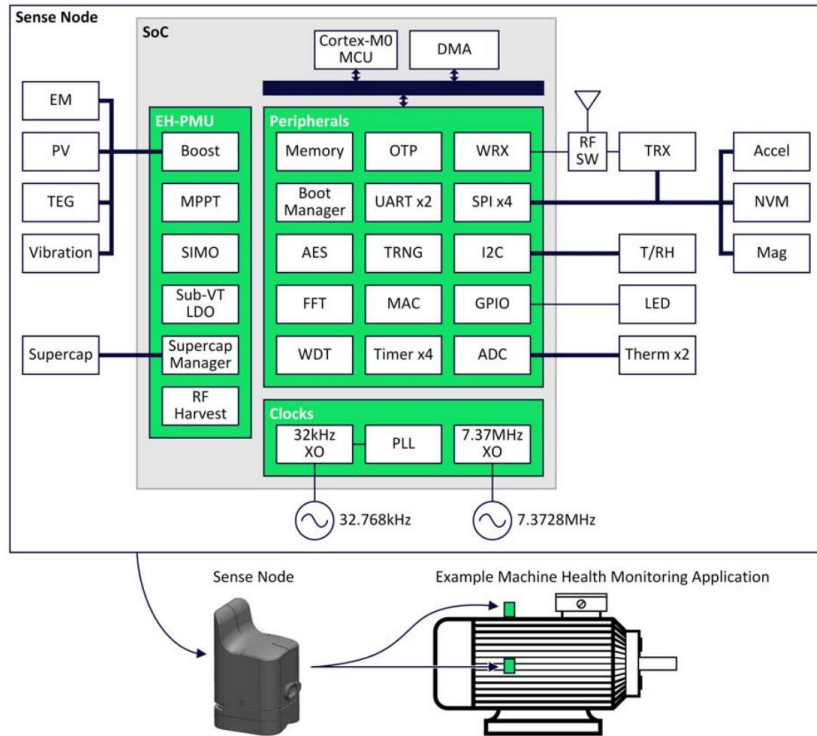 Sense Node
SoC
Cortex-M0
MCU
DMA
EM
PV
TEG
Vibration
Supercap
EH-PMU
Boost
MPPT
SIMO
Sub-VT
LDO
Supercap
Manager
RF
Harvest
Peripherals
Memory
OTP
WRX
Boot
Manager
UART x2
SPI x4
AES
TRNG
I2C
FFT
MAC
GPIO
WDT
Timer x4
ADC
RF
SW
TRX
Accel
NVM
Mag
T/RH
LED
Therm x2
Clocks
32kHz
XO
PLL
7.37MHz
XO
32.768kHz
7.3728MHz
Sense Node
Example Machine Health Monitoring Application